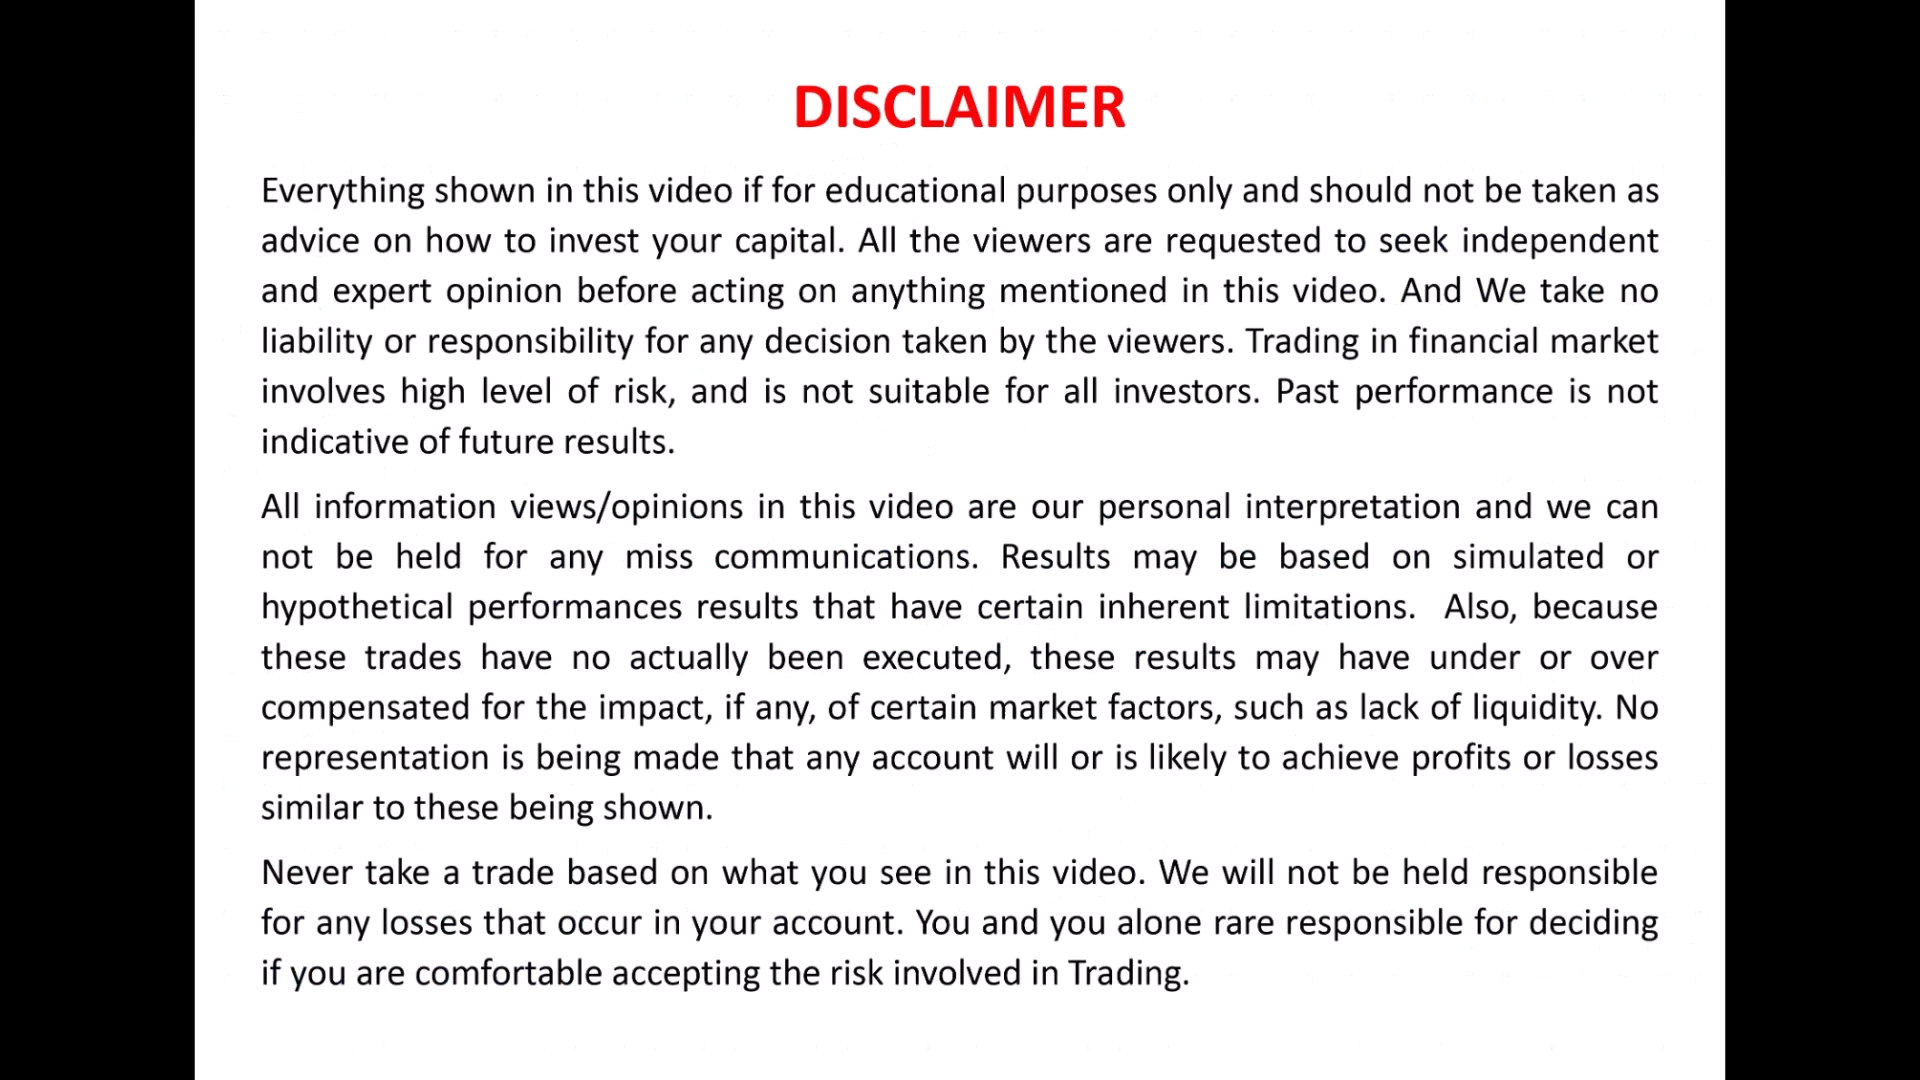 DISCLAIMER
Everything shown in this video if for educational purposes only and should not be taken as
advice on how to invest your capital. All the viewers are requested to seek independent
and expert opinion before acting on anything mentioned in this video. And We take no
liability or responsibility for any decision taken by the viewers. Trading in financial market
involves high level of risk, and is not suitable for all investors. Past performance is not
indicative of future results.
All information views/opinions in this video are our personal interpretation and we can
not be held for any miss communications. Results may be based on simulated or
hypothetical performances results that have certain inherent limitations. Also, because
these trades have no actually been executed, these results may have under or over
compensated for the impact, if any, of certain market factors, such as lack of liquidity. No
representation is being made that any account will or is likely to achieve profits or losses
similar to these being shown.
Never take a trade based on what you see in this video. We will not be held responsible
for any losses that occur in your account. You and you alone rare responsible for deciding
if you are comfortable accepting the risk involved in Trading.